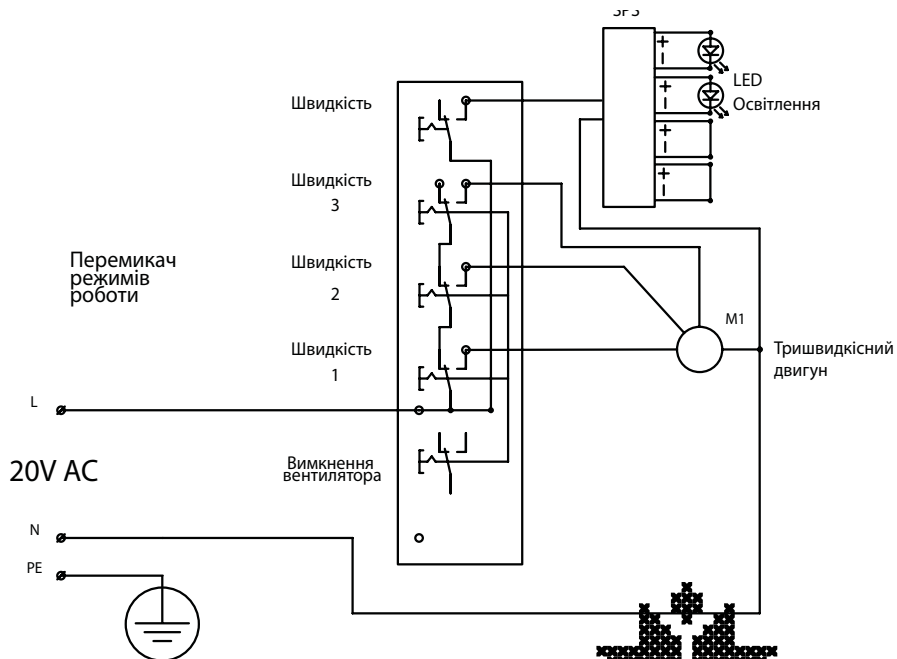 SPS
+
-
LED
+
-
Освітлення
Швидкість
+
-
Швидкість
3
+
-
Перемикач
режимів
роботи
Швидкість
2
M1
Швидкість
1
Тришвидкісний
двигун
L
20V AC
Вимкнення
вентилятора
N
PE